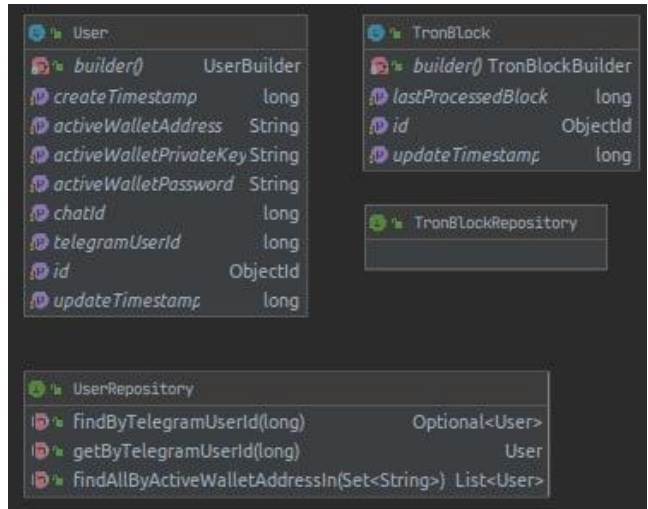 User
builder() UserBuilder
createTimestamp long
activeWalletAddress String
activeWalletPrivateKey String
activeWalletPassword String
chatId long
telegramUserId long
id ObjectId
updateTimestamp long
TronBlock
builder() TronBlockBuilder
lastProcessedBlock long
id ObjectId
updateTimestamp long
TronBlockRepository
UserRepository
findByTelegramUserId(long) Optional<User>
getByTelegramUserId(long) User
findAllByActiveWalletAddressIn(Set<String>) List<User>